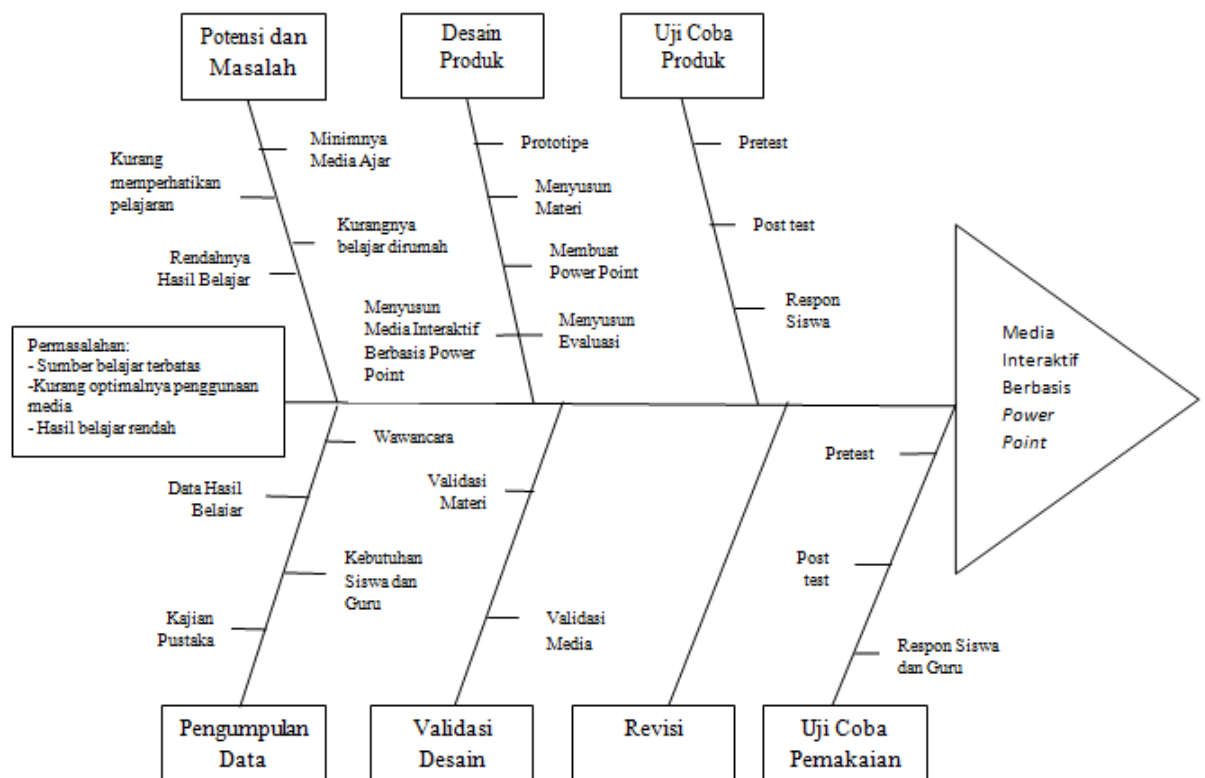 Potensi dan
Masalah
Desain
Produk
Uji Coba
Produk
Minimnya
Media Ajar
Kurang
memperhatikan
pelajaran
Kurangnya
belajar dirumah
Rendahnya
Hasil Belajar
Prototipe
Menyusun
Materi
Membuat
Power Point
Menyusun
Media Interaktif
Berbasis Power
Point
Menyusun
Evaluasi
Pretest
Post test
Respon
Siswa
Permasalahan:
- Sumber belajar terbatas
-Kurang optimalnya penggunaan
media
- Hasil belajar rendah
Media
Interaktif
Berbasis
Power
Point
Wawancara
Data Hasil
Belajar
Kebutuhan
Siswa dan
Guru
Kajian
Pustaka
Validasi
Materi
Validasi
Media
Pretest
Post
test
Respon Siswa
dan Guru
Pengumpulan
Data
Validasi
Desain
Revisi
Uji Coba
Pemakaian